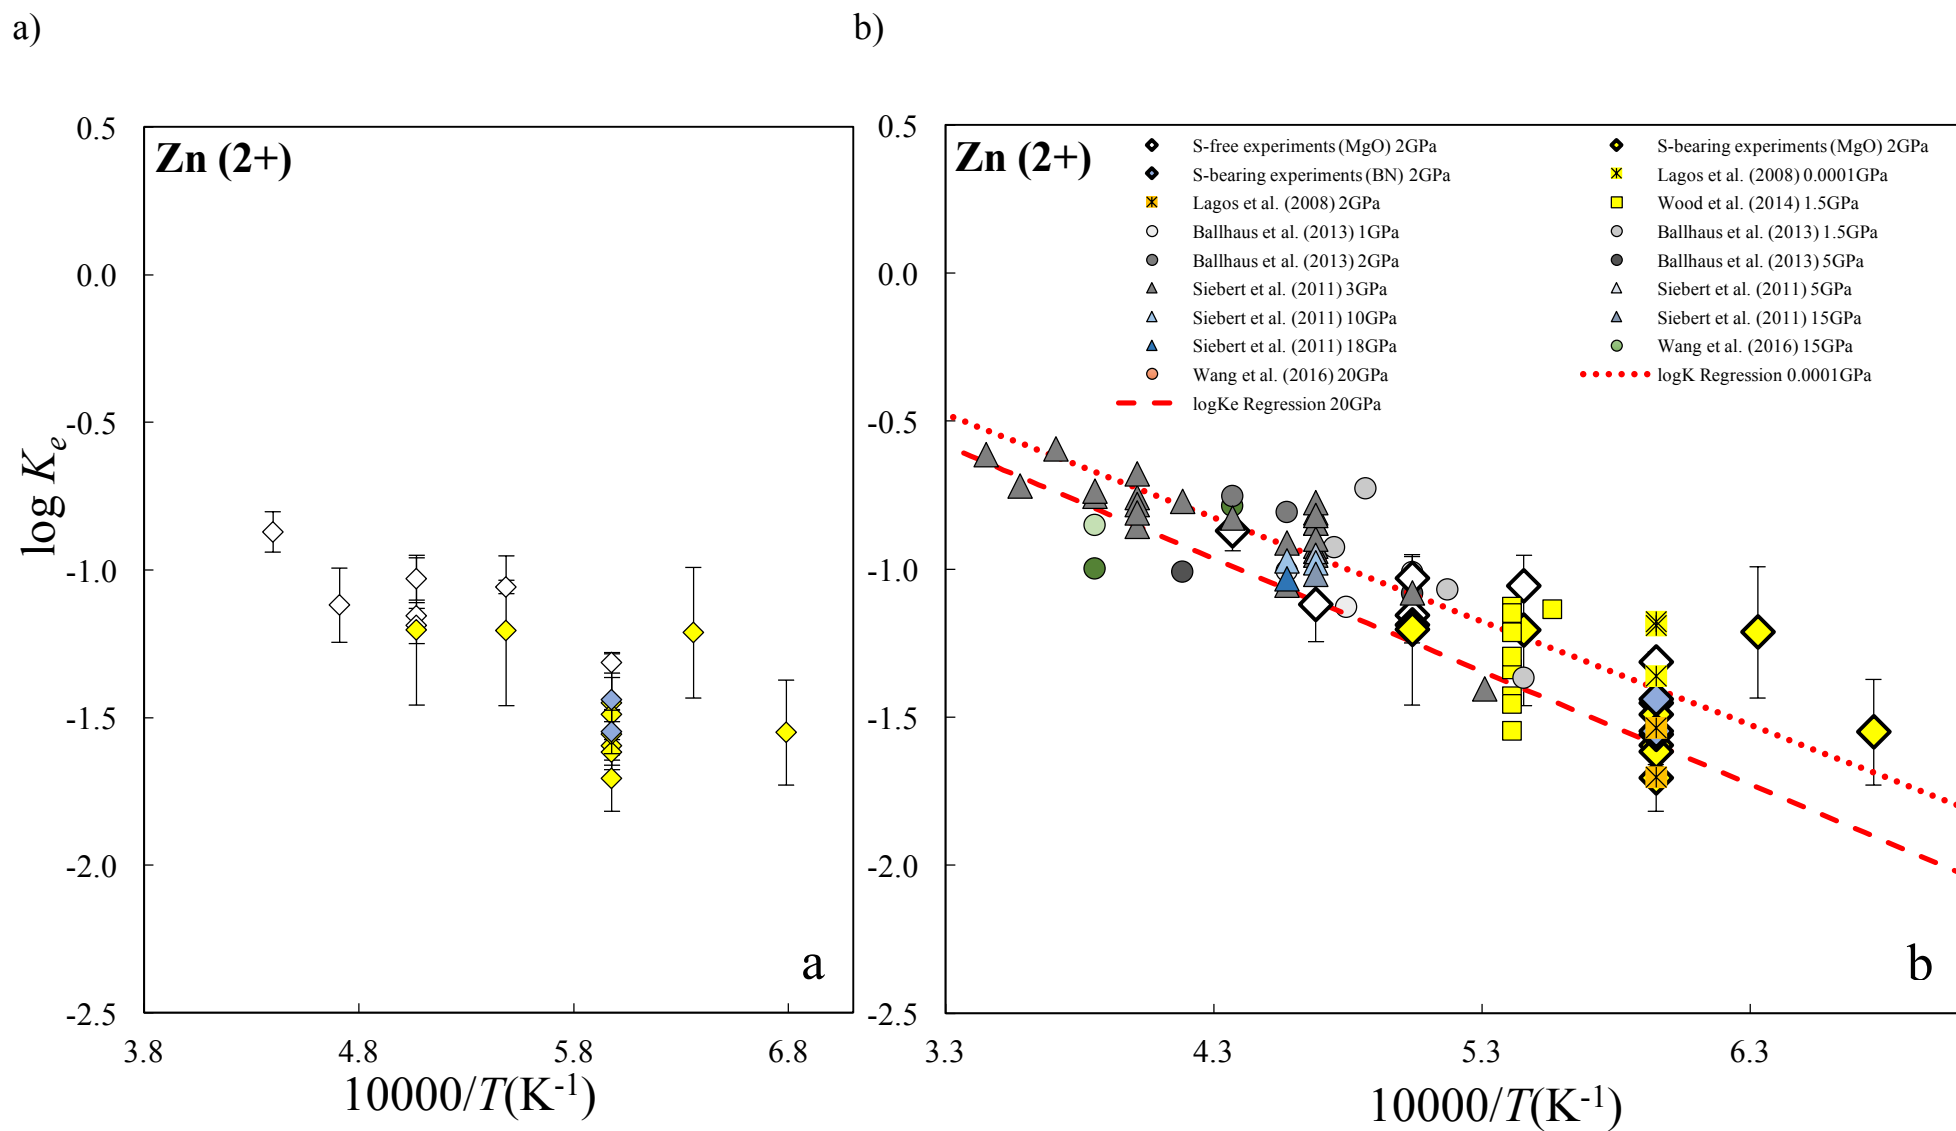 a)
b)
Zn (2+)
0.5
0.0
-0.5
-1.0
-1.5
-2.0
-2.5
log Ke
3.8
4.8
5.8
6.8
10000/T(K-1)
a
Zn (2+)
S-free experiments (MgO) 2GPa
S-bearing experiments (MgO) 2GPa
S-bearing experiments (BN) 2GPa
Lagos et al. (2008) 0.0001GPa
Lagos et al. (2008) 2GPa
Wood et al. (2014) 1.5GPa
Ballhaus et al. (2013) 1GPa
Ballhaus et al. (2013) 1.5GPa
Ballhaus et al. (2013) 2GPa
Ballhaus et al. (2013) 5GPa
Siebert et al. (2011) 3GPa
Siebert et al. (2011) 5GPa
Siebert et al. (2011) 10GPa
Siebert et al. (2011) 15GPa
Siebert et al. (2011) 18GPa
Wang et al. (2016) 15GPa
Wang et al. (2016) 20GPa
logK Regression 0.0001GPa
logKe Regression 20GPa
0.5
0.0
-0.5
-1.0
-1.5
-2.0
-2.5
3.3
4.3
5.3
6.3
10000/T(K-1)
b